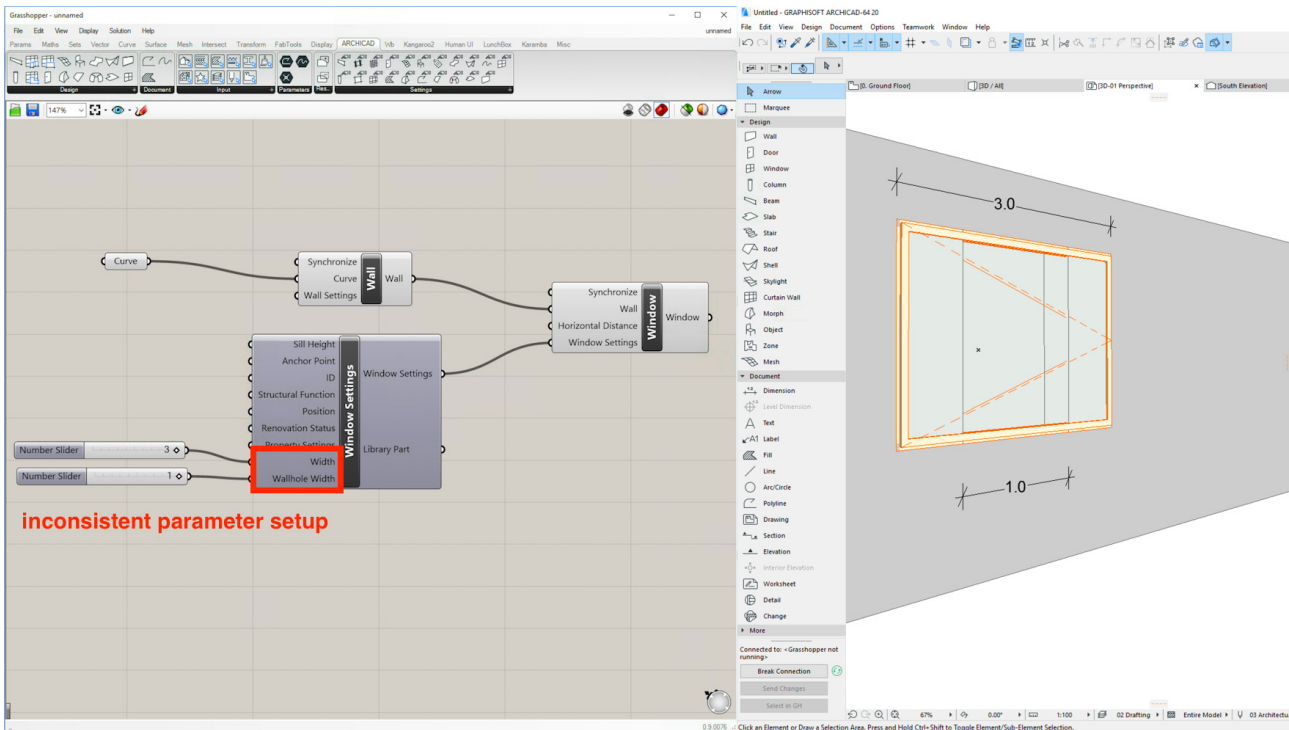 Grasshopper - unnamed
File Edit View Display Solution Help
unnamed
Params Maths Sets Vector Curve Surface Mesh Intersect Transform FabTools Display ARCHICAD Wb Kangaroo2 Human UI LunchBox Karamba Misc
Design Document Input Parameters Res.. Settings
147%
Curve
Synchronize
Curve
Wall Settings
Wall
Wall
Synchronize
Wall
Horizontal Distance
Window Settings
Window
Window
Sill Height
Anchor Point
ID
Structural Function
Position
Renovation Status
Property Settings
Width
Wallhole Width
Window Settings
Window Settings
Library Part
Number Slider 3
Number Slider 1
inconsistent parameter setup
0.9.0076
Untitled - GRAPHISOFT ARCHICAD-64 20
File Edit View Design Document Options Teamwork Window Help
[0. Ground Floor] [3D / All] [3D-01 Perspective] [South Elevation]
Arrow
Marquee
Design
Wall
Door
Window
Column
Beam
Slab
Stair
Roof
Shell
Skylight
Curtain Wall
Morph
Object
Zone
Mesh
Document
Dimension
Level Dimension
Text
A1 Label
Fill
Line
Arc/Circle
Polyline
Drawing
Section
Elevation
Interior Elevation
Worksheet
Detail
Change
More
Connected to: <Grasshopper not
running>
Break Connection
Send Changes
Select in GH
3.0
1.0
67% 0.00° 1:100 02 Drafting Entire Model 03 Architectu
Click an Element or Draw a Selection Area. Press and Hold Ctrl+Shift to Toggle Element/Sub-Element Selection.